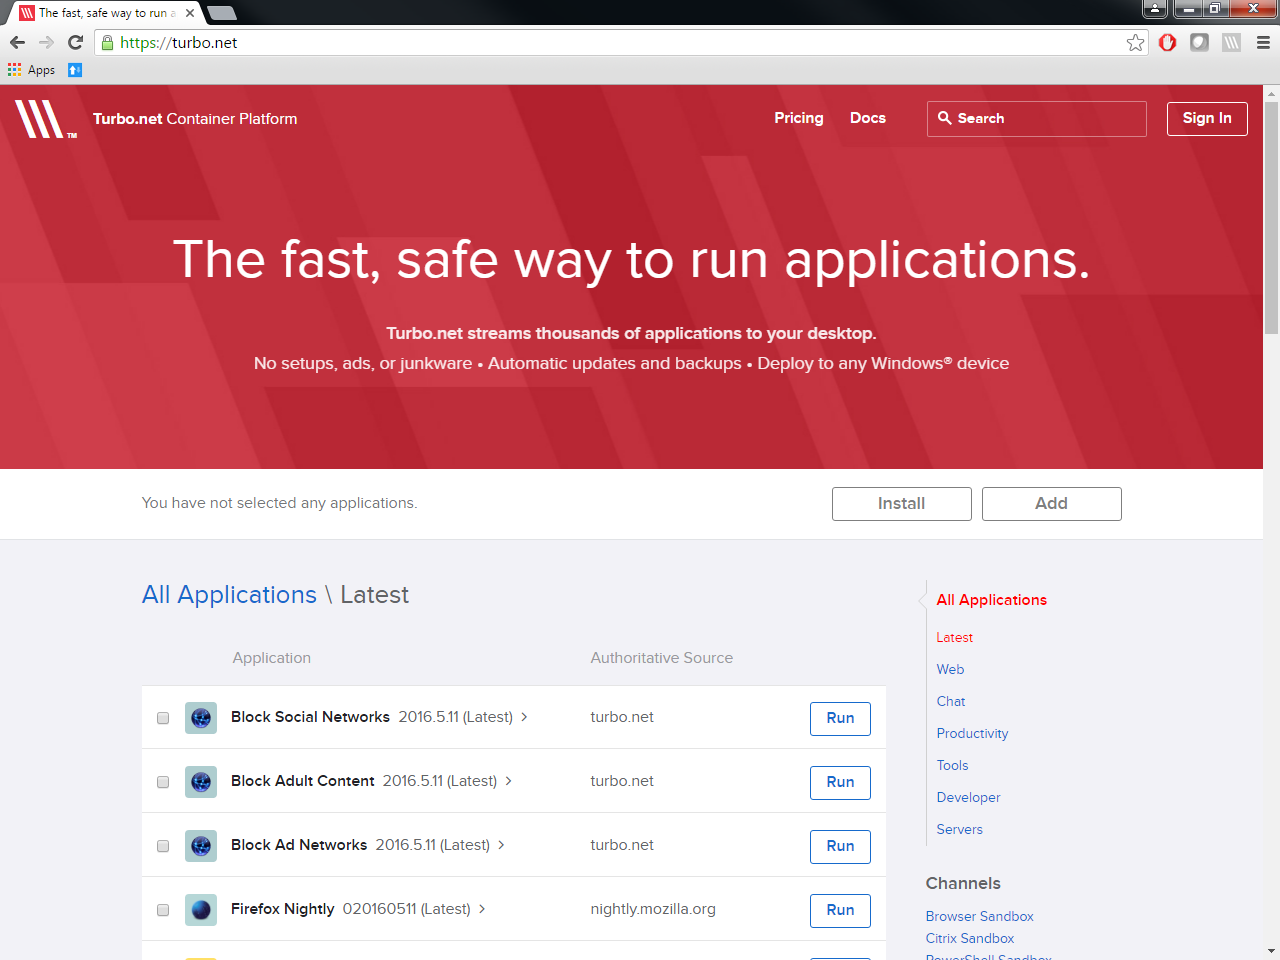 The fast, safe way to run a
https://turbo.net
Apps
TM
Turbo.net Container Platform
Pricing
Docs
Search
Sign In
The fast, safe way to run applications.
Turbo.net streams thousands of applications to your desktop.
No setups, ads, or junkware • Automatic updates and backups • Deploy to any Windows® device
You have not selected any applications.
Install
Add
All Applications \ Latest
Application
Authoritative Source
Block Social Networks 2016.5.11 (Latest)
turbo.net
Run
Block Adult Content 2016.5.11 (Latest)
turbo.net
Run
Block Ad Networks 2016.5.11 (Latest)
turbo.net
Run
Firefox Nightly 020160511 (Latest)
nightly.mozilla.org
Run
All Applications
Latest
Web
Chat
Productivity
Tools
Developer
Servers
Channels
Browser Sandbox
Citrix Sandbox
PowerShell Sandbox